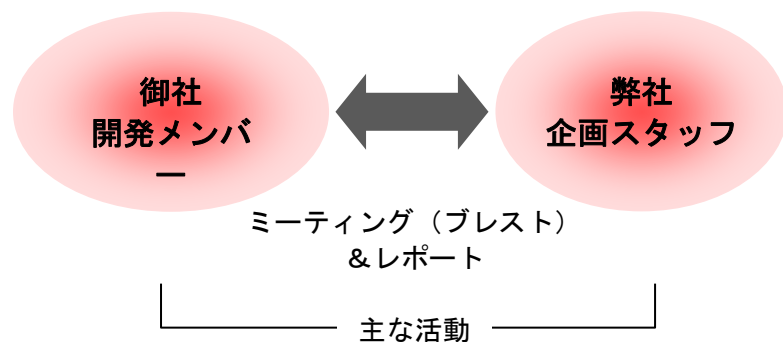 御社
開発メンバ
ー
弊社
企画スタッフ
ミーティング（ブレスト）
＆レポート
主な活動